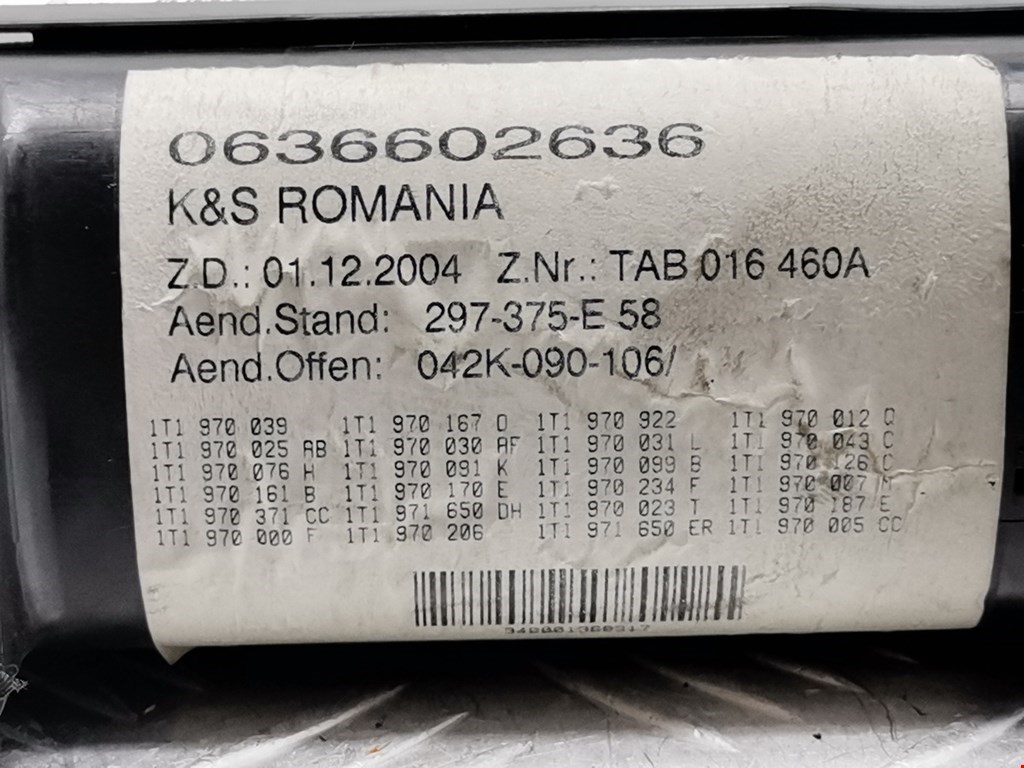 0636602636
K&S ROMANIA
Z.D.: 01.12.2004 Z.Nr.: TAB 016 460A
Aend.Stand: 297-375-E 58
Aend.Offen: 042K-090-106/
1T1 970 039 1T1 970 167 D 1T1 970 922 1T1 970 012 Q
1T1 970 025 AB 1T1 970 030 AF 1T1 970 031 L 1T1 970 043 C
1T1 970 076 H 1T1 970 091 K 1T1 970 099 B 1T1 970 126 C
1T1 970 161 B 1T1 970 170 E 1T1 970 234 F 1T1 970 007 M
1T1 970 371 CC 1T1 971 650 DH 1T1 970 023 T 1T1 970 187 E
1T1 970 000 F 1T1 970 206 1T1 971 650 ER 1T1 970 005 CC